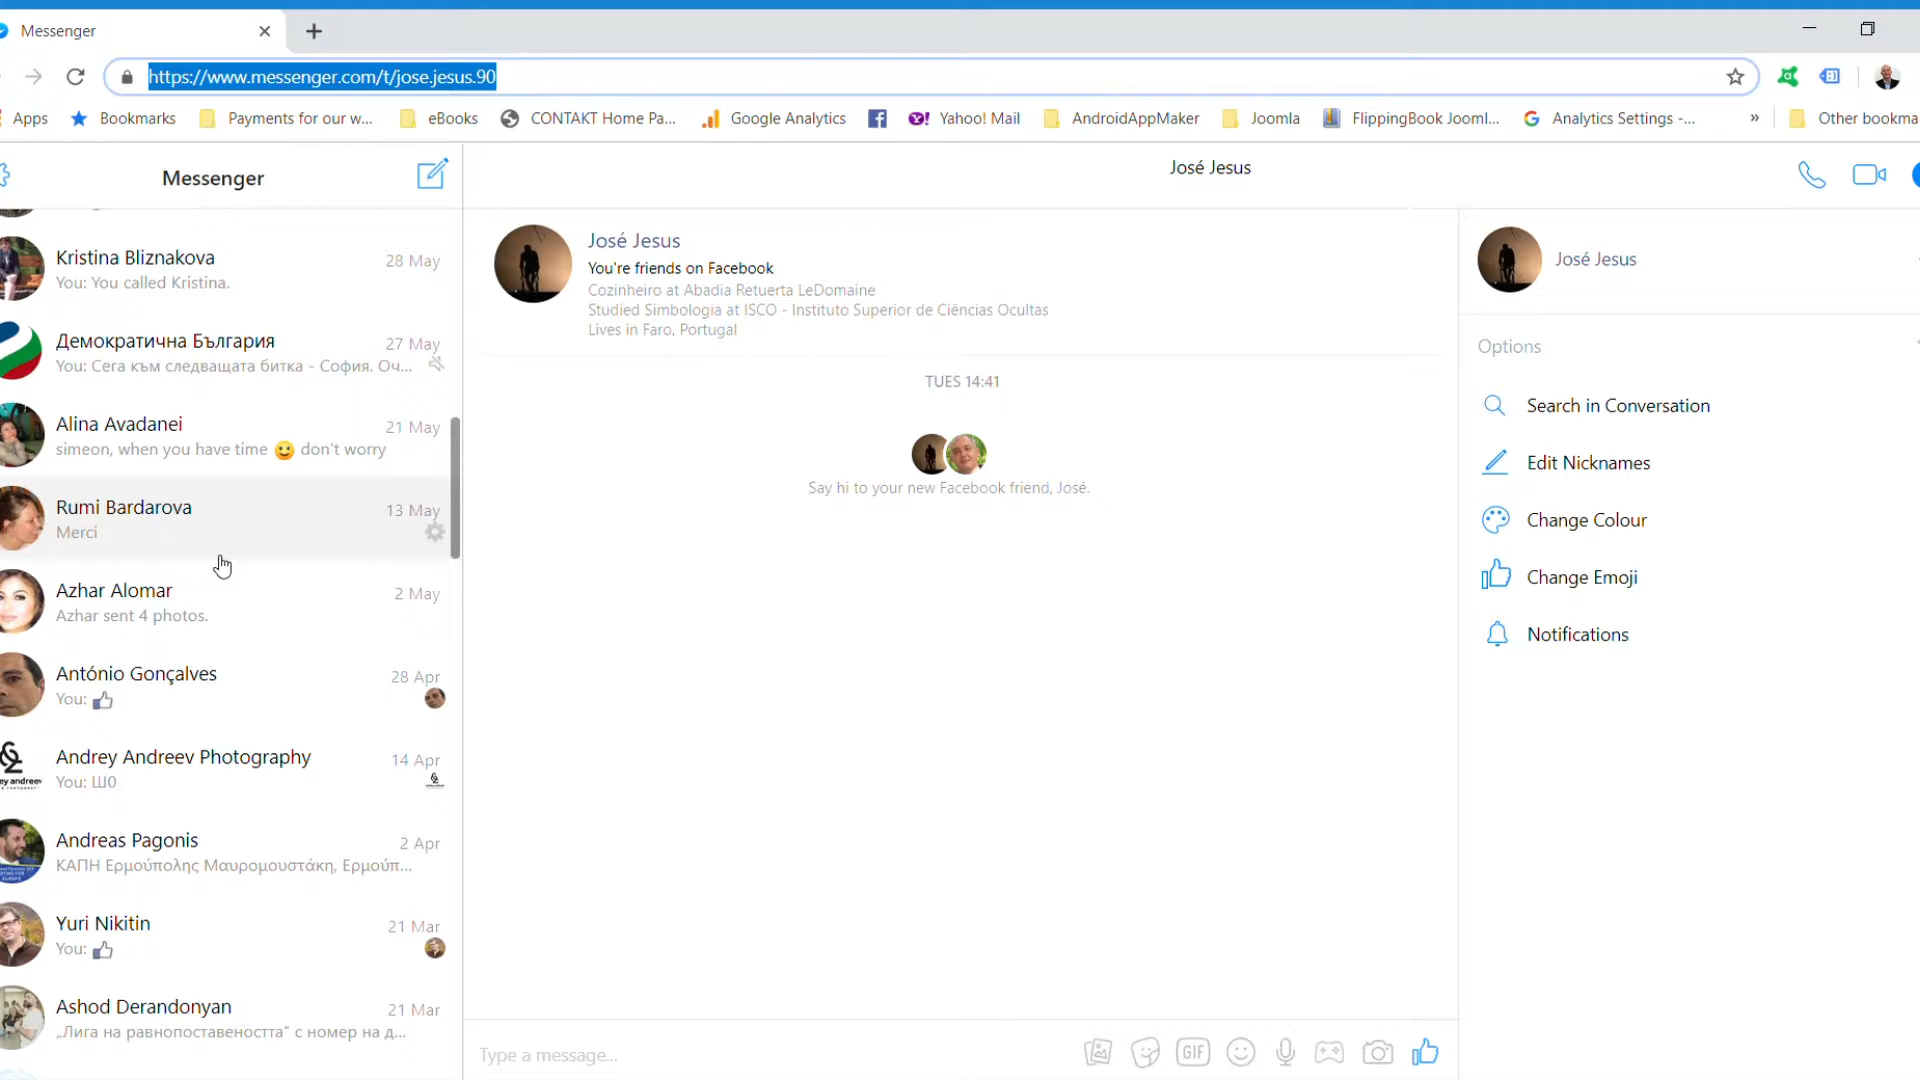 Messenger
https://www.messenger.com/t/jose.jesus.90
Apps Bookmarks Payments for our w... eBooks CONTAKT Home Pa... Google Analytics Yahoo! Mail AndroidAppMaker Joomla FlippingBook Jooml... Analytics Settings -... » Other bookma
Messenger
Kristina Bliznakova 28 May
You: You called Kristina.
Демократична България 27 May
You: Сега към следващата битка - София. Оч...
Alina Avadanei 21 May
simeon, when you have time 😉 don't worry
Rumi Bardarova 13 May
Merci
Azhar Alomar 2 May
Azhar sent 4 photos.
António Gonçalves 28 Apr
You:
Andrey Andreev Photography 14 Apr
You: Ш0
Andreas Pagonis 2 Apr
ΚΑΠΗ Ερμούπολης Μαυρομουστάκη, Ερμούπ...
Yuri Nikitin 21 Mar
You:
Ashod Derandonyan 21 Mar
„Лига на равнопоставеността“ с номер на д...
José Jesus
José Jesus
You're friends on Facebook
Cozinheiro at Abadia Retuerta LeDomaine
Studied Simbologia at ISCO - Instituto Superior de Ciências Ocultas
Lives in Faro, Portugal
TUES 14:41
Say hi to your new Facebook friend, José.
Type a message...
GIF
José Jesus
Options
Search in Conversation
Edit Nicknames
Change Colour
Change Emoji
Notifications